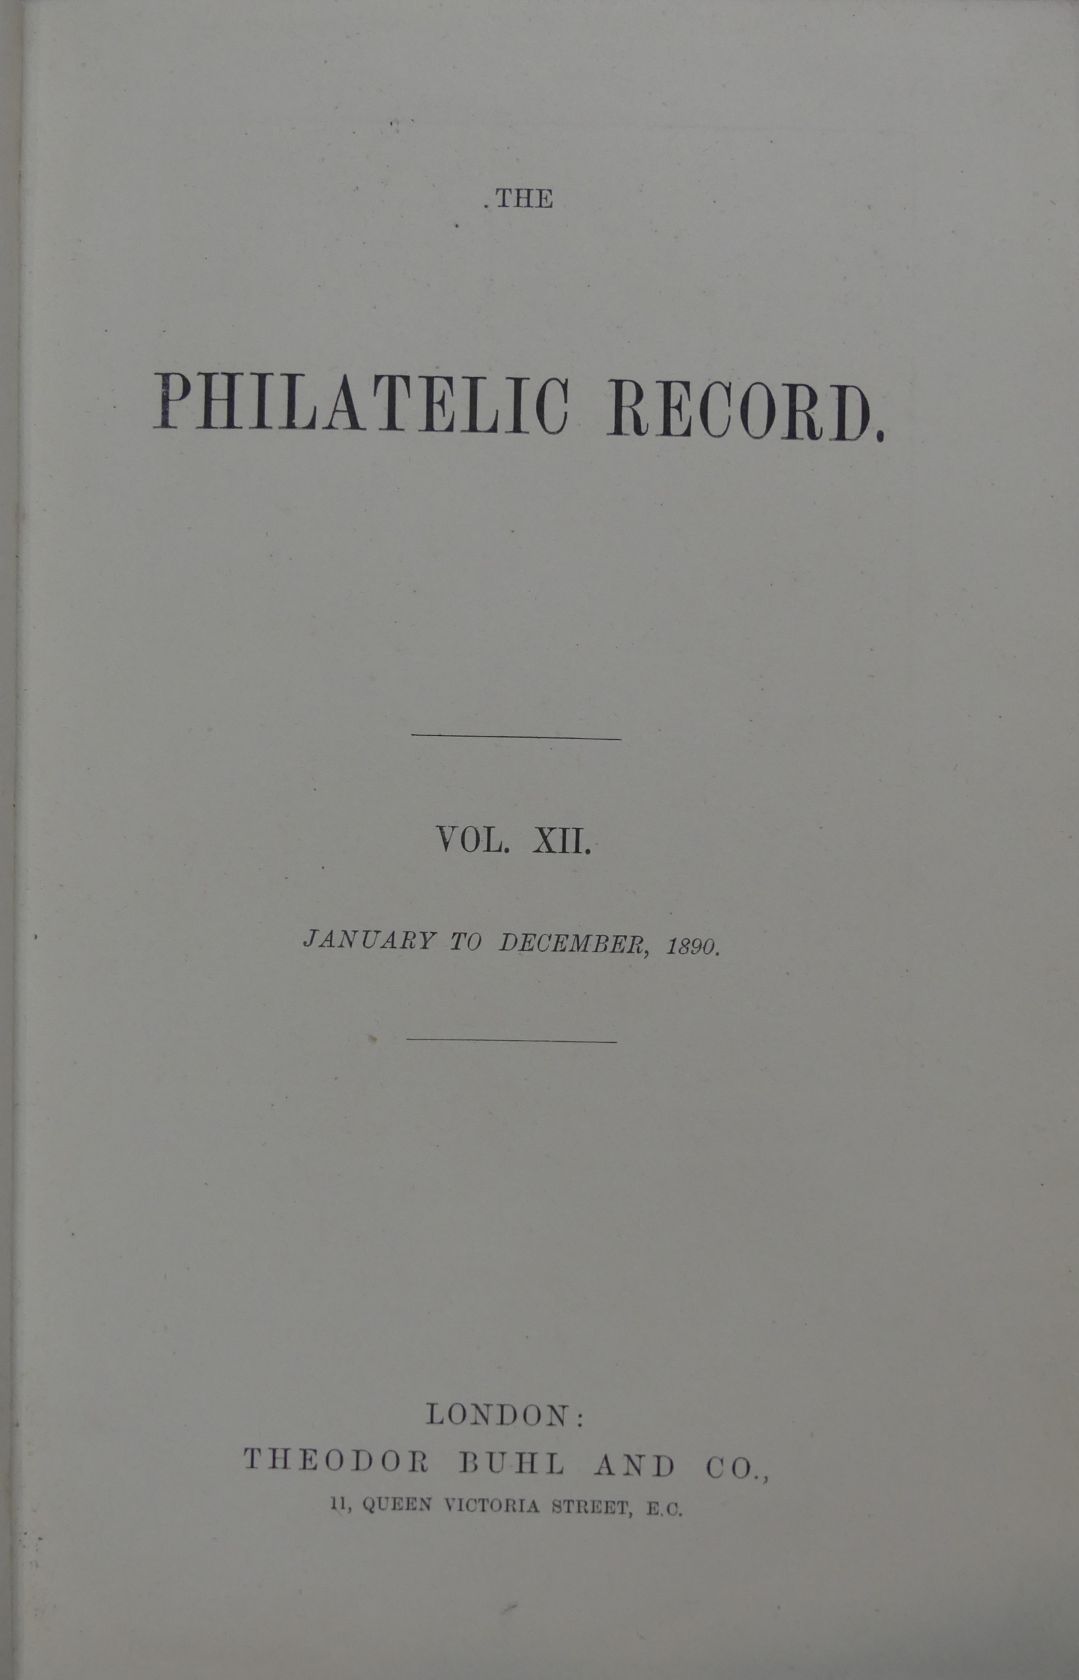 THE
PHILATELIC RECORD.
VOL. XII.
JANUARY TO DECEMBER, 1890.
LONDON:
THEODOR BUHL AND CO.,
11, QUEEN VICTORIA STREET, E.C.